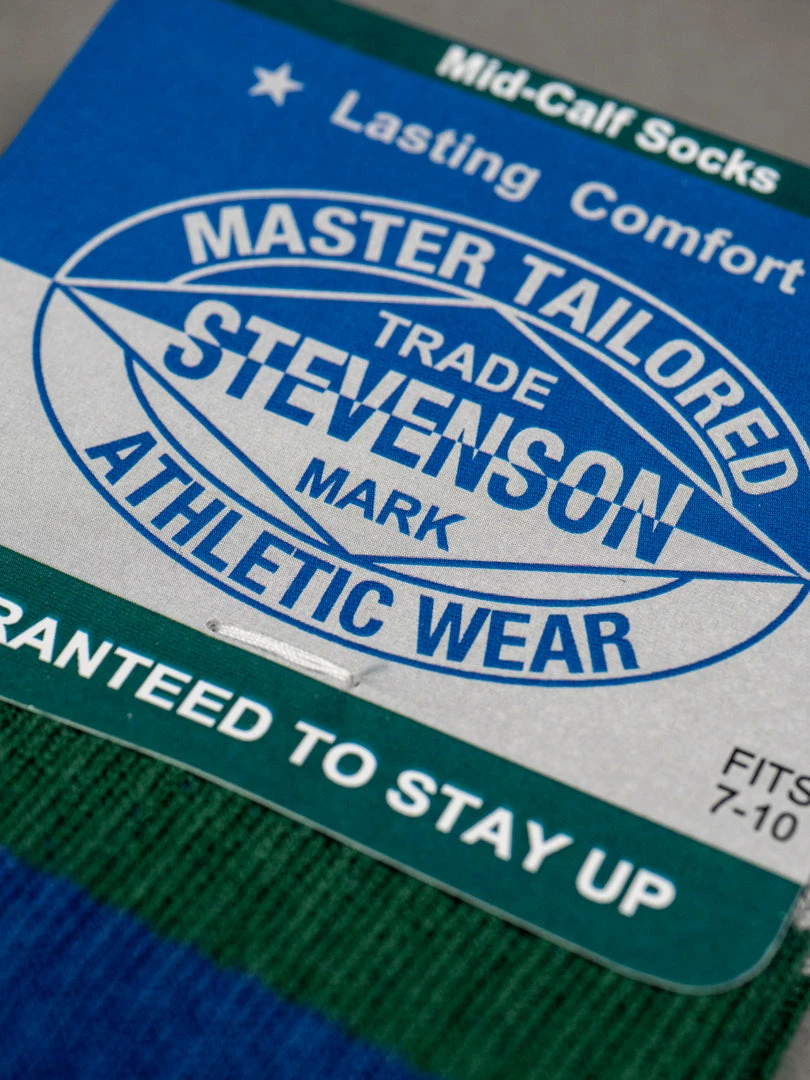 Mid-Calf Socks
★ Lasting Comfort
MASTER TAILORED
TRADE
STEVENSON
MARK
ATHLETIC WEAR
RANTEED TO STAY UP
FITS
7-10